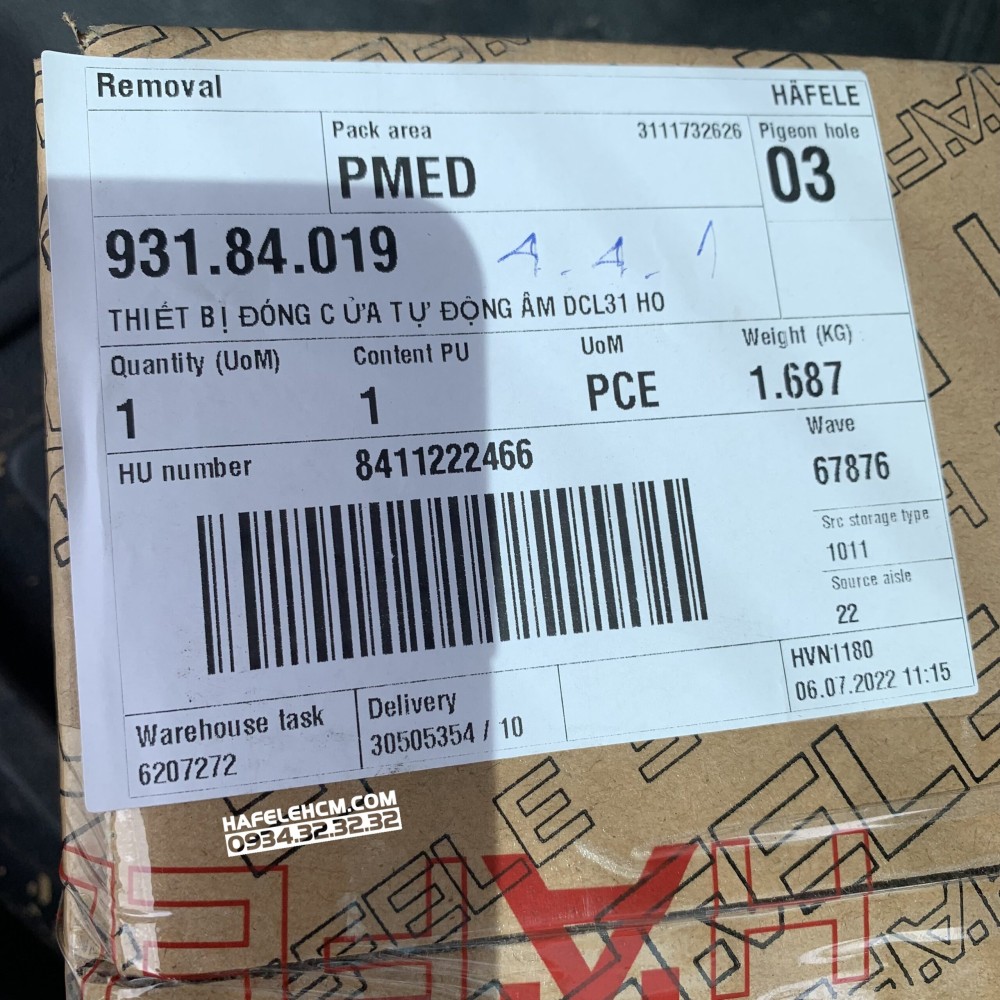 Removal
HÄFELE
Pack area
3111732626
Pigeon hole
PMED
03
931.84.019
4.4.1
THIẾT BỊ ĐÓNG C ỬA TỰ ĐỘNG ÂM DCL31 HO
Quantity (UoM)
Content PU
UoM
Weight (KG)
1
1
PCE
1.687
HU number
8411222466
Wave
67876
Src storage type
1011
Source aisle
22
HVN1180
06.07.2022 11:15
Warehouse task
6207272
Delivery
30505354 / 10
HAFELEHCM.COM
0934.32.32.32